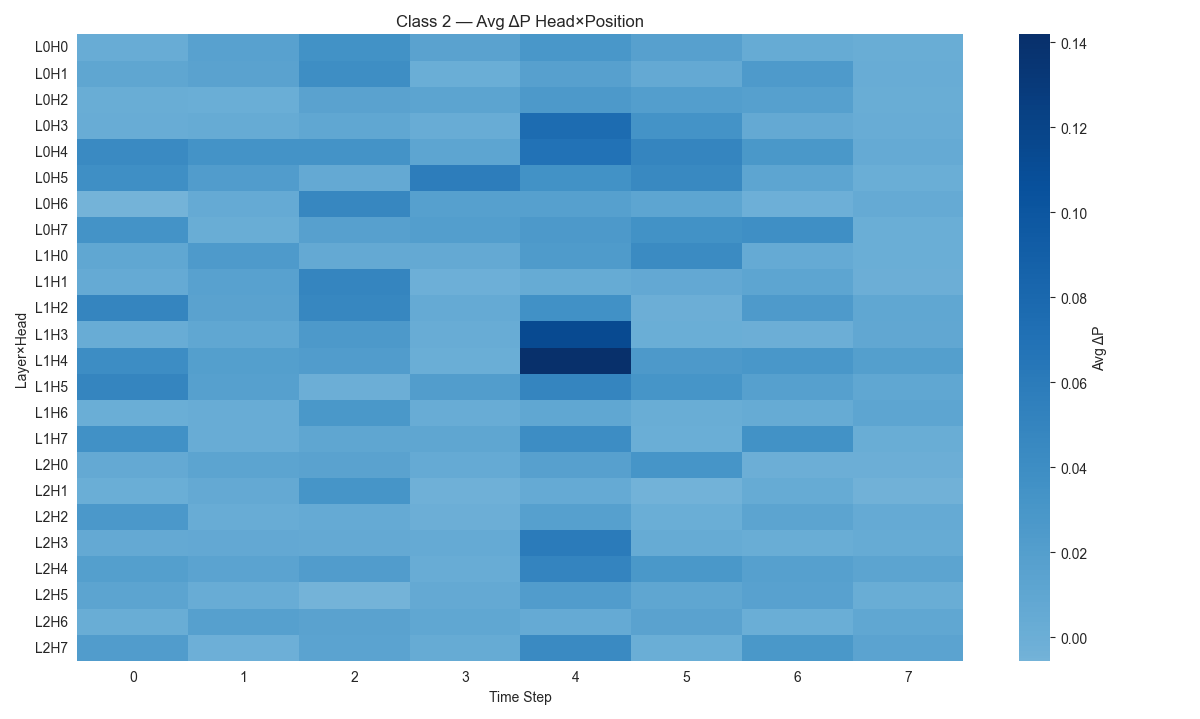 Class 2 — Avg ΔP Head×Position
L0H0
L0H1
L0H2
L0H3
L0H4
L0H5
L0H6
L0H7
L1H0
L1H1
L1H2
L1H3
L1H4
L1H5
L1H6
L1H7
L2H0
L2H1
L2H2
L2H3
L2H4
L2H5
L2H6
L2H7
Layer×Head
0 1 2 3 4 5 6 7
Time Step
0.14
0.12
0.10
0.08
0.06
0.04
0.02
0.00
Avg ΔP